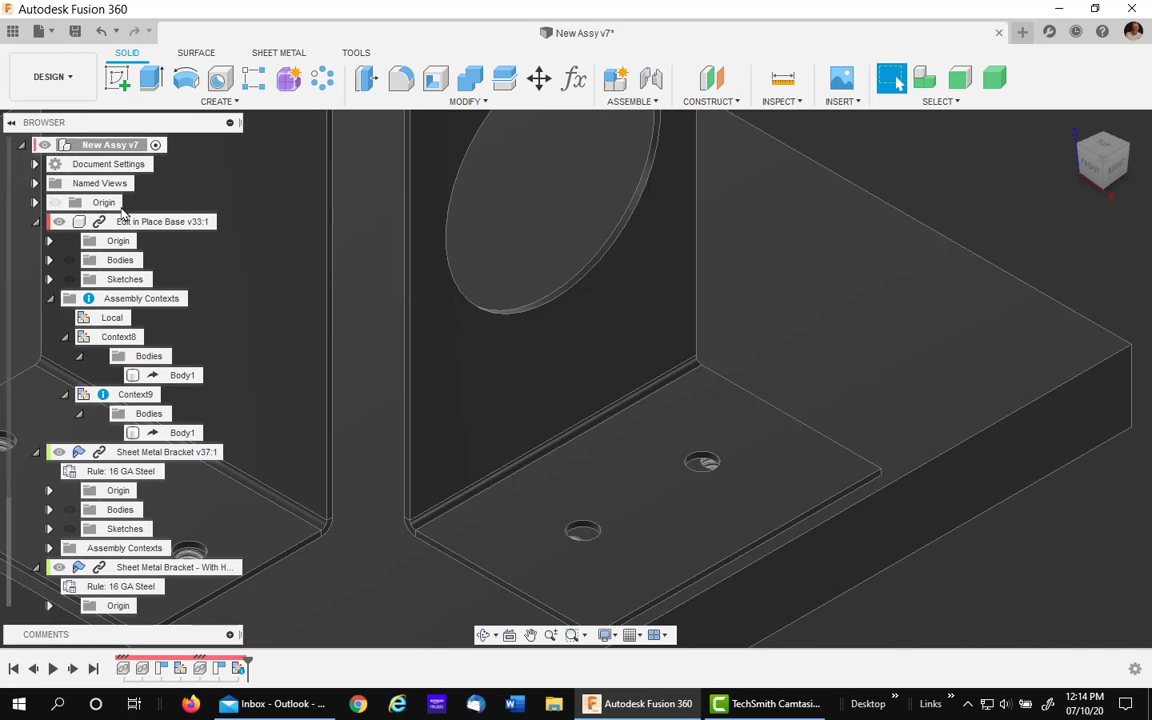 Autodesk Fusion 360
New Assy v7*
DESIGN
SOLID
SURFACE
SHEET METAL
TOOLS
CREATE
MODIFY
ASSEMBLE
CONSTRUCT
INSPECT
INSERT
SELECT
BROWSER
New Assy v7
Document Settings
Named Views
Origin
Edit in Place Base v33:1
Origin
Bodies
Sketches
Assembly Contexts
Local
Context8
Bodies
Body1
Context9
Bodies
Body1
Sheet Metal Bracket v37:1
Rule: 16 GA Steel
Origin
Bodies
Sketches
Assembly Contexts
Sheet Metal Bracket - With H...
Rule: 16 GA Steel
Origin
COMMENTS
FRONT
RIGHT
Z
X
Inbox - Outlook - ...
Autodesk Fusion 360
TechSmith Camtasi...
Desktop
Links
12:14 PM
07/10/20